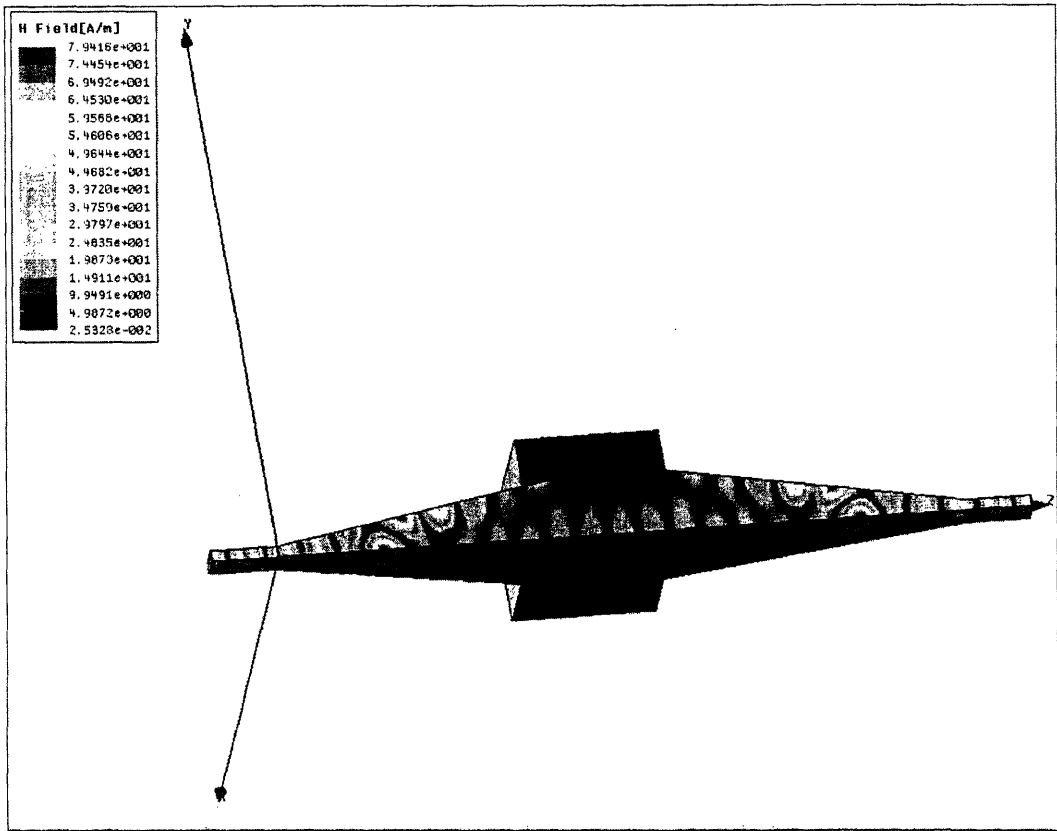 H Field[A/m]
7.9416e+001
7.4454e+001
6.9492e+001
6.4530e+001
5.9568e+001
5.4606e+001
4.9644e+001
4.4682e+001
3.9720e+001
3.4759e+001
2.9797e+001
2.4835e+001
1.9873e+001
1.4911e+001
9.9491e+000
4.9872e+000
2.5328e-002
Y
Z
X